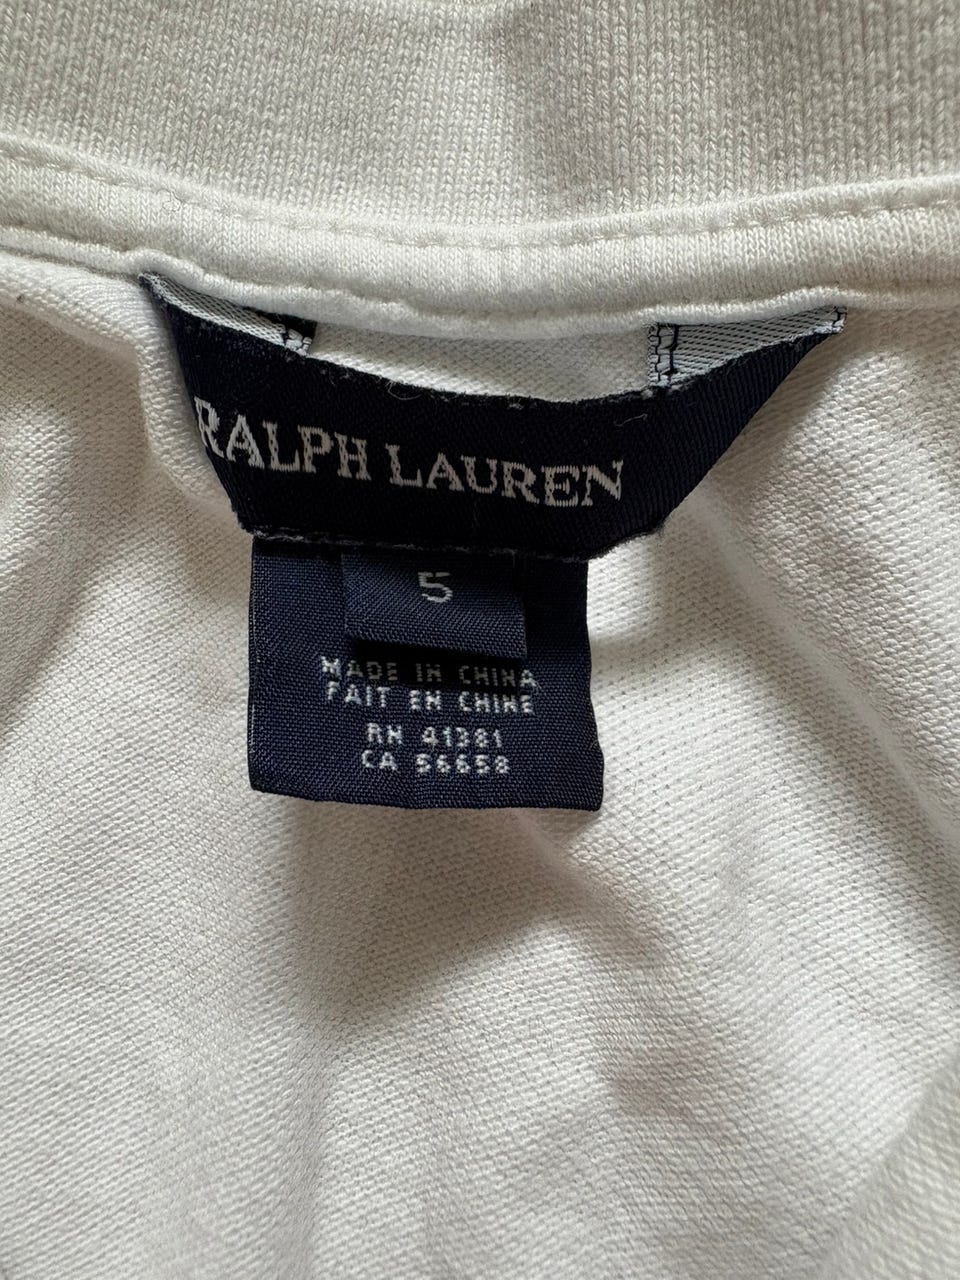 RALPH LAUREN
5
MADE IN CHINA
FAIT EN CHINE
RN 41381
CA 56658